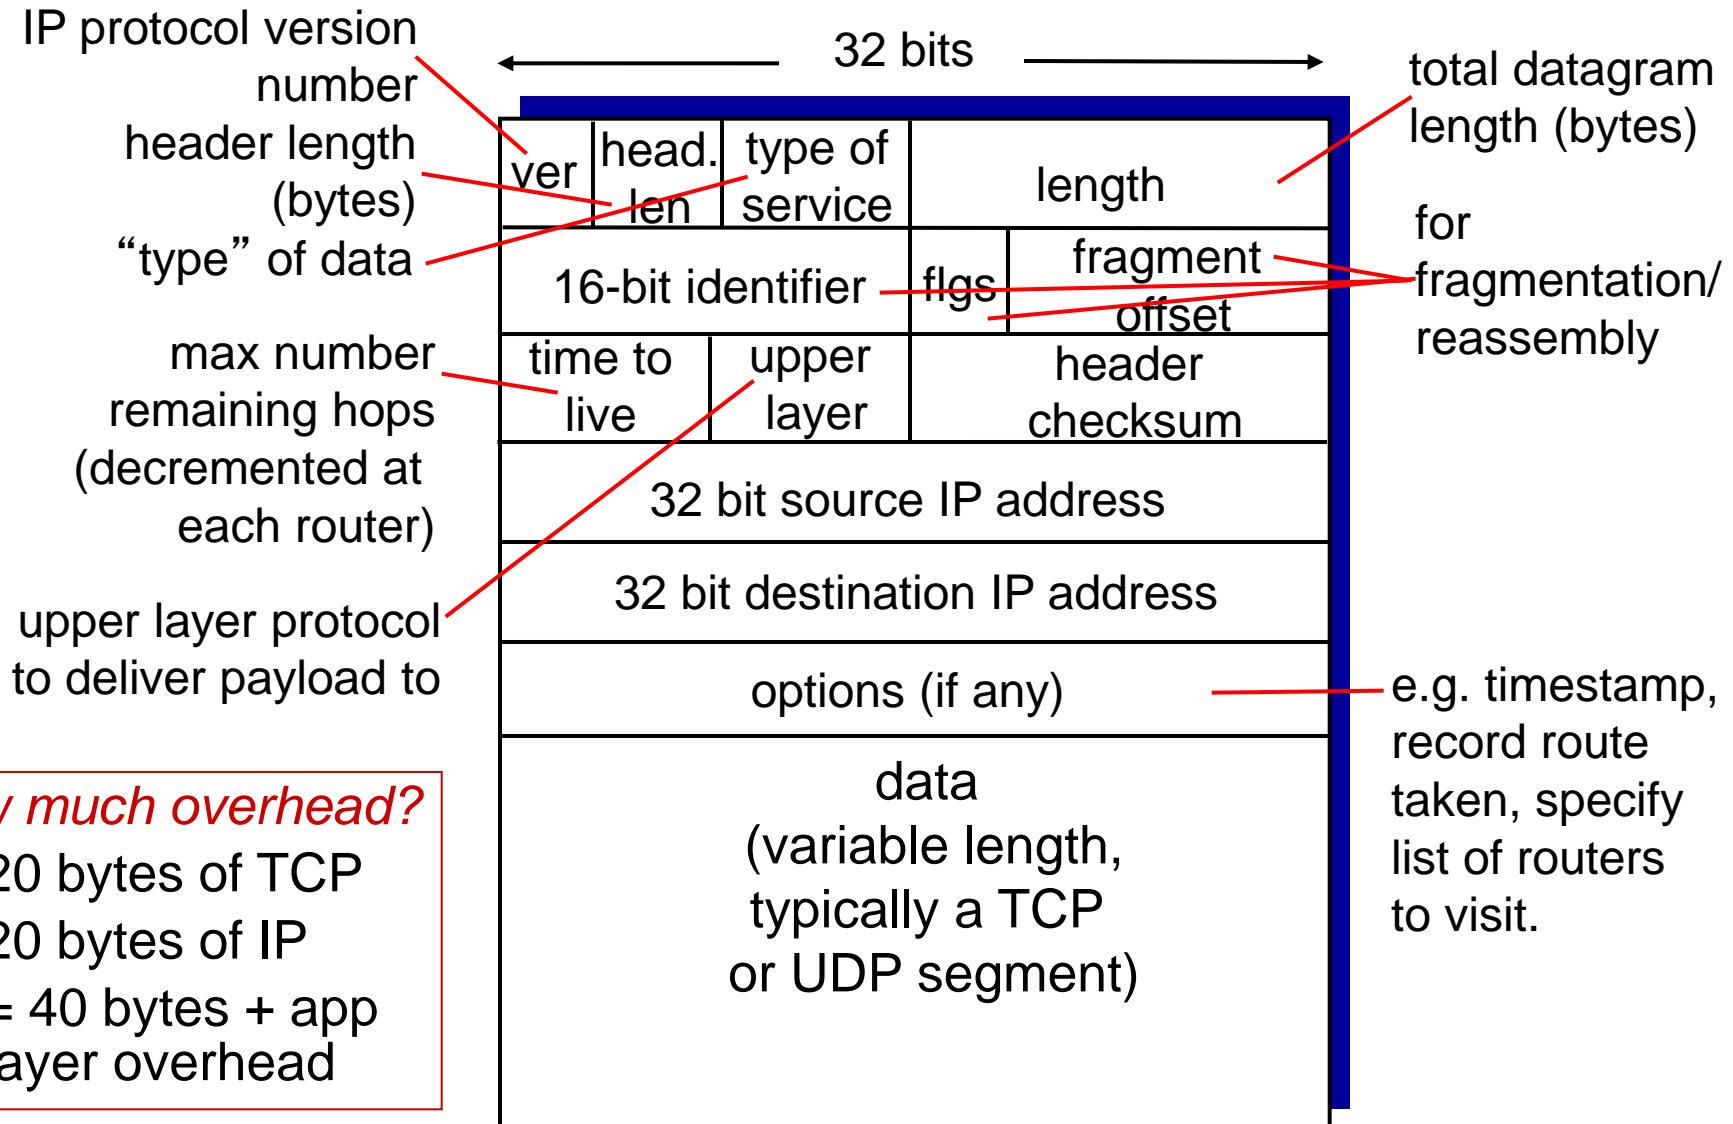 IP protocol version
number
header length
(bytes)
“type” of data
max number
remaining hops
(decremented at
each router)
upper layer protocol
to deliver payload to
much overhead?
20 bytes of TCP
20 bytes of IP
= 40 bytes + app
overhead
32 bits
ver
head.
len
type of
service
length
16-bit identifier
flgs
fragment
offset
time to
live
upper
layer
header
checksum
32 bit source IP address
32 bit destination IP address
options (if any)
data
(variable length,
typically a TCP
or UDP segment)
total datagram
length (bytes)
for
fragmentation/
reassembly
e.g. timestamp,
record route
taken, specify
list of routers
to visit.